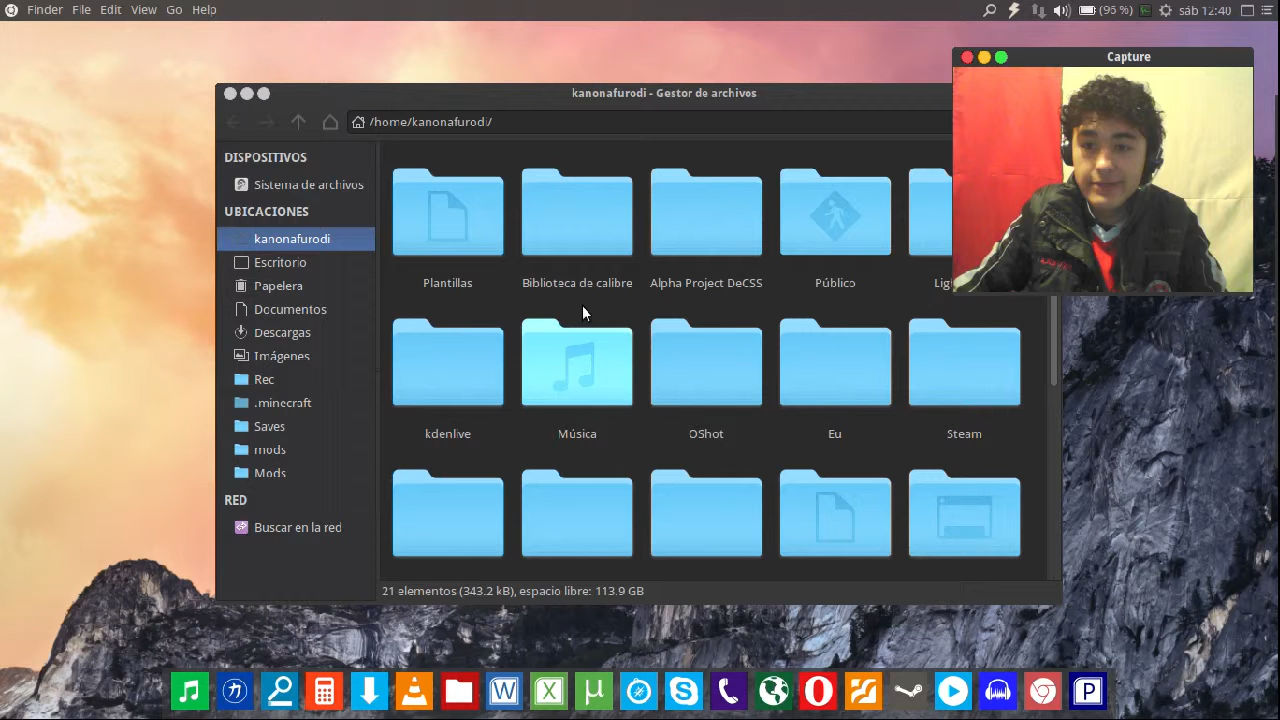 Finder File Edit View Go Help
(96 %) sáb 12:40
Capture
kanonafurodi - Gestor de archivos
/home/kanonafurodi/
DISPOSITIVOS
Sistema de archivos
UBICACIONES
kanonafurodi
Escritorio
Papelera
Documentos
Descargas
Imágenes
Rec
.minecraft
Saves
mods
Mods
RED
Buscar en la red
Plantillas Biblioteca de calibre Alpha Project DeCSS Público
kdenlive Música OShot Eu Steam
21 elementos (343.2 kB), espacio libre: 113.9 GB
W X µ P